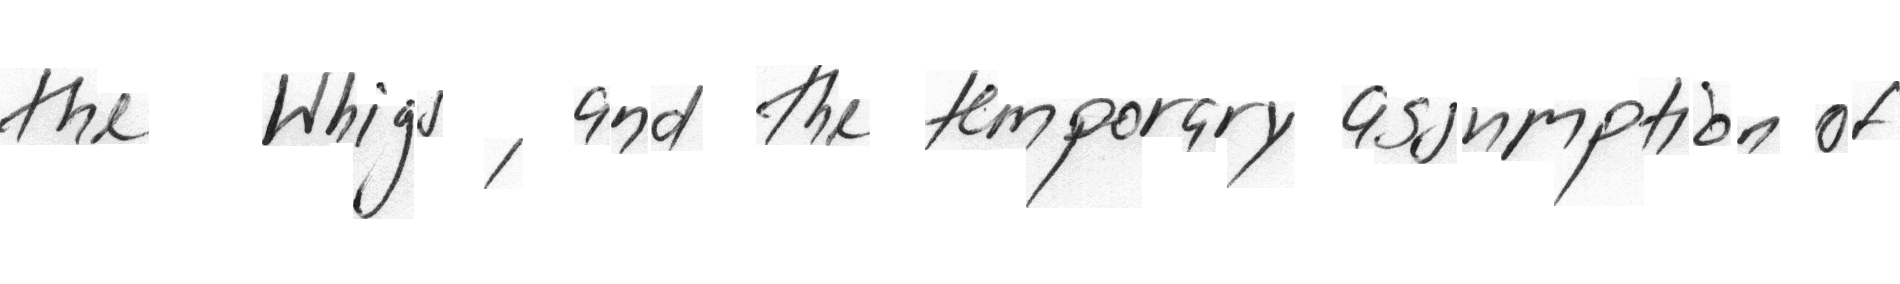 the Whigs, and the temporary assumption of